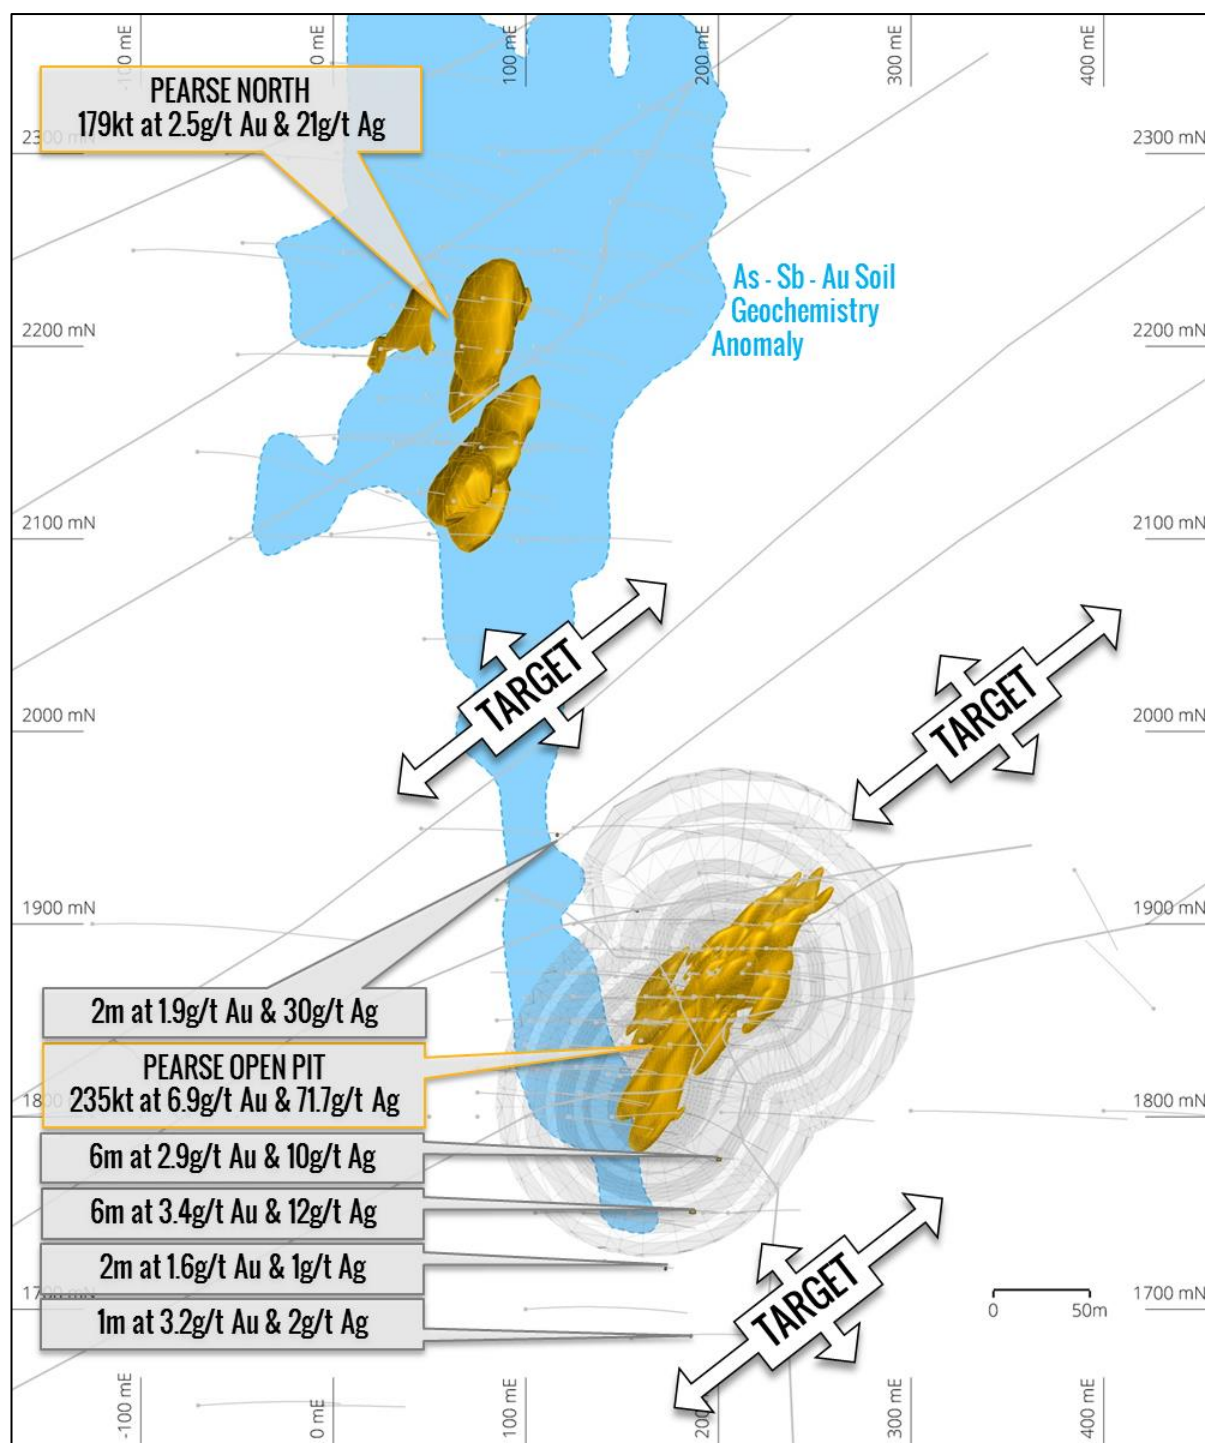 -100 mE
0 mE
100 mE
200 mE
300 mE
400 mE
PEARSE NORTH
179kt at 2.5g/t Au & 21g/t Ag
2300 mN
2300 mN
As - Sb - Au Soil
Geochemistry
Anomaly
2200 mN
2200 mN
2100 mN
2100 mN
TARGET
TARGET
2000 mN
2000 mN
1900 mN
1900 mN
2m at 1.9g/t Au & 30g/t Ag
PEARSE OPEN PIT
235kt at 6.9g/t Au & 71.7g/t Ag
1800 mN
1800 mN
6m at 2.9g/t Au & 10g/t Ag
6m at 3.4g/t Au & 12g/t Ag
2m at 1.6g/t Au & 1g/t Ag
1m at 3.2g/t Au & 2g/t Ag
TARGET
1700 mN
1700 mN
0 50m
-100 mE
0 mE
100 mE
300 mE
400 mE